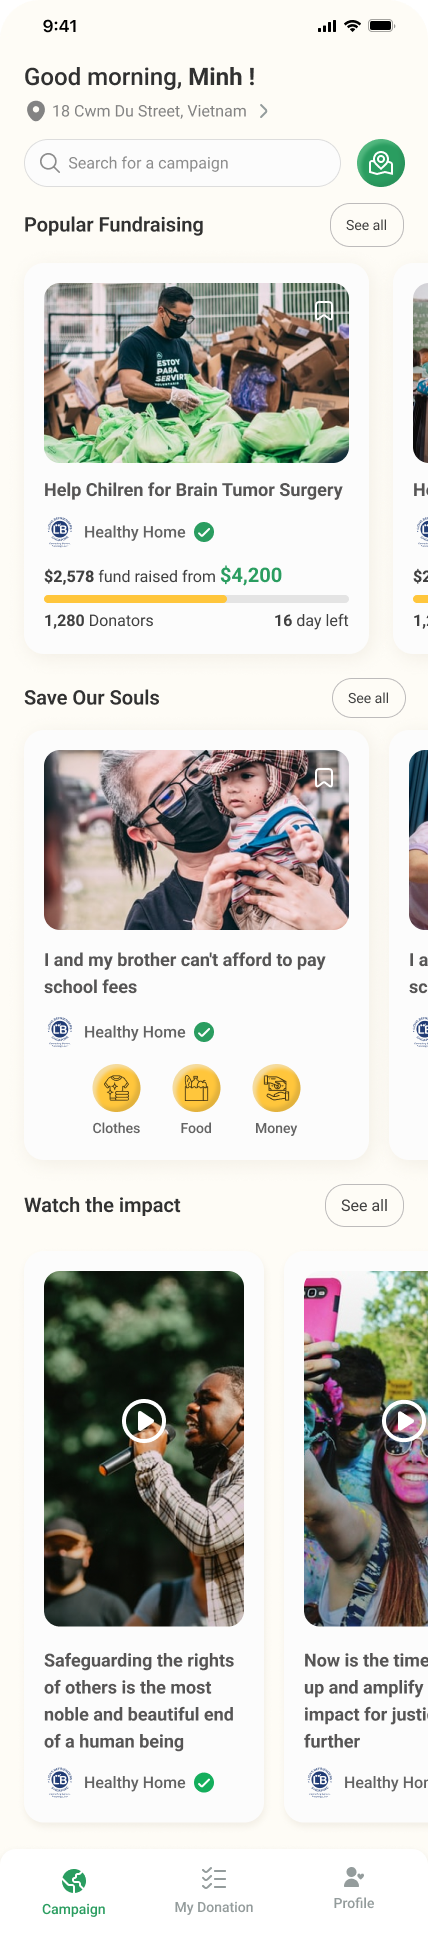 9:41
Good morning, Minh !
18 Cwm Du Street, Vietnam
Search for a campaign
Popular Fundraising
See all
ESTOY
PARA
SERVIR
Help Chilren for Brain Tumor Surgery
Healthy Home
$2,578 fund raised from $4,200
1,280 Donators
16 day left
Save Our Souls
See all
I and my brother can't afford to pay
school fees
Healthy Home
Clothes
Food
Money
I a
sc
Watch the impact
See all
Safeguarding the rights
of others is the most
noble and beautiful end
of a human being
Healthy Home
Now is the time
up and amplify
impact for justi
further
Healthy Hor
Campaign
My Donation
Profile